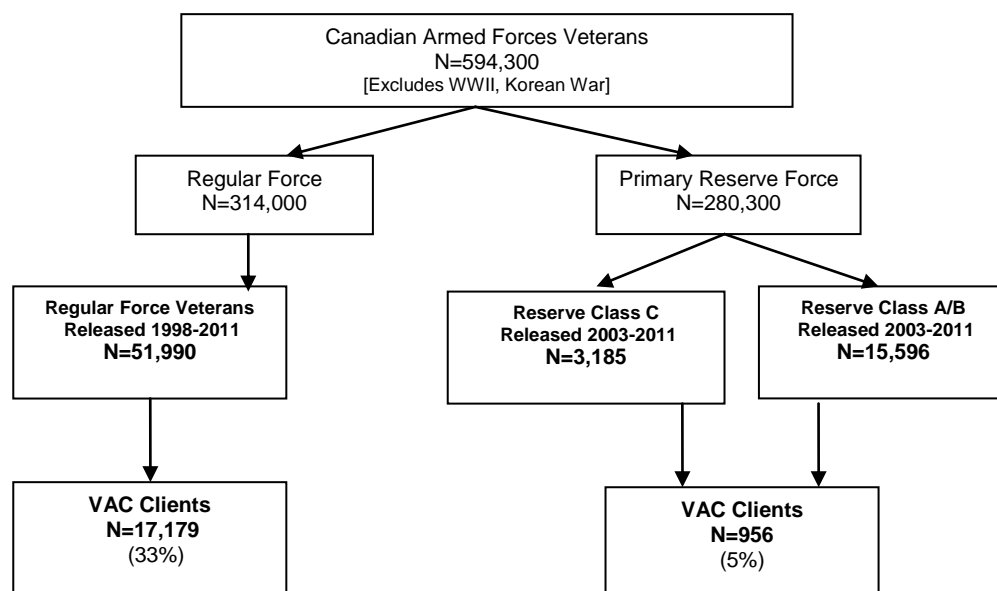 Canadian Armed Forces Veterans
N=594,300
[Excludes WWII, Korean War]
Regular Force
N=314,000
Primary Reserve Force
N=280,300
Regular Force Veterans
Released 1998-2011
N=51,990
Reserve Class C
Released 2003-2011
N=3,185
Reserve Class A/B
Released 2003-2011
N=15,596
VAC Clients
N=17,179
(33%)
VAC Clients
N=956
(5%)